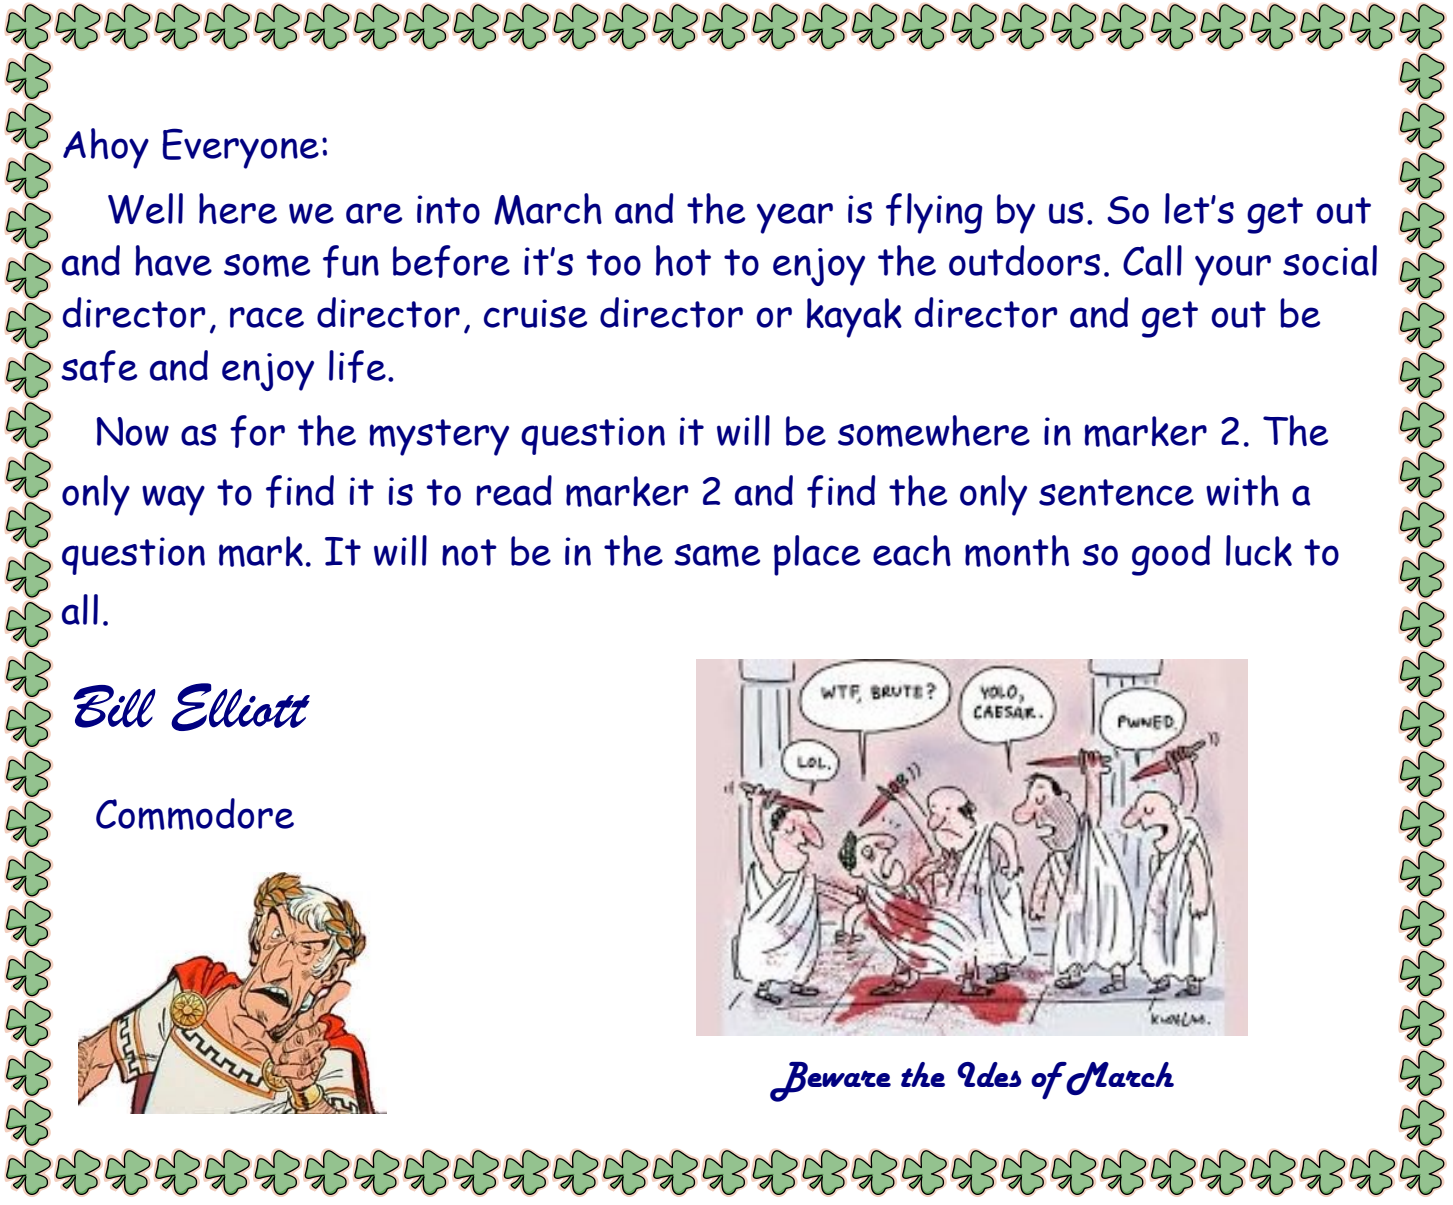 Ahoy Everyone:
Well here we are into March and the year is flying by us. So let's get out
and have some fun before it's too hot to enjoy the outdoors. Call your social
director, race director, cruise director or kayak director and get out be
safe and enjoy life.
Now as for the mystery question it will be somewhere in marker 2. The
only way to find it is to read marker 2 and find the only sentence with a
question mark. It will not be in the same place each month so good luck to
all.
Bill Elliott
Commodore
LOL.
WTF, BRUTE?
YOLO,
CAESAR.
PWNED.
Beware the Ides of March